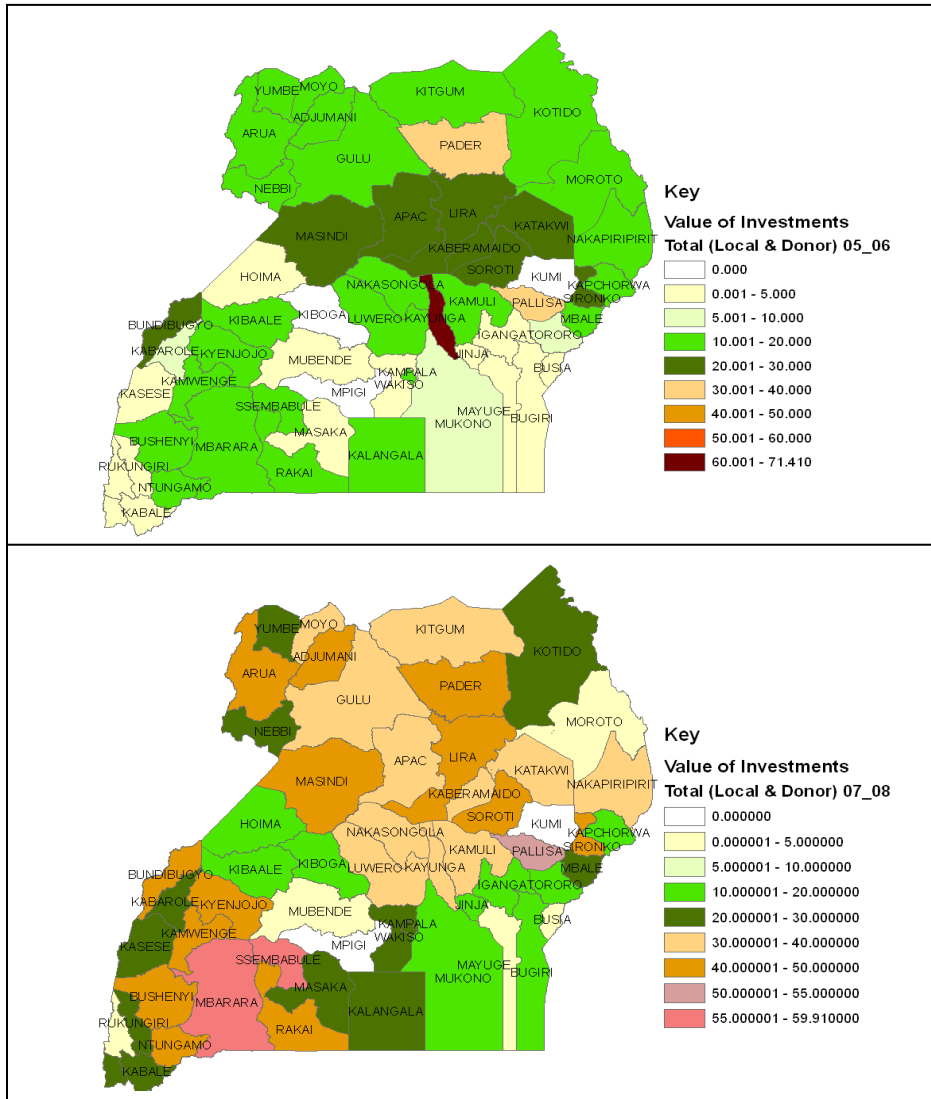 YUMBE
MOYO
KITGUM
KOTIDO
ADJUMANI
ARUA
PADER
GULU
MOROTO
NEBBI
APAC
LIRA
KATAKWI
MASINDI
NAKAPIRIPIRIT
KABERAMAIDO
SOROTI
HOIMA
KUMI
NAKASONGOLA
KAPCHORWA
KAMULI
PALLISA
SIRONKO
KIBOGA
BUNDIBUGYO
KIBAALE
LUWERO
KAYUNGA
MBALE
IGANGA
TORORO
KABAROLE
KYENJOJO
MUBENDE
JINJA
KAMPALA
BUSIA
KASESE
KAMWENGE
WAKISO
MPIGI
SSEMBABULE
MAYUGE
BUGIRI
MASAKA
MUKONO
BUSHENYI
MBARARA
RAKAI
KALANGALA
RUKUNGIRI
NTUNGAMO
KABALE
Key
Value of Investments
Total (Local & Donor) 05_06
0.000
0.001 - 5.000
5.001 - 10.000
10.001 - 20.000
20.001 - 30.000
30.001 - 40.000
40.001 - 50.000
50.001 - 60.000
60.001 - 71.410
YUMBE
MOYO
KITGUM
KOTIDO
ADJUMANI
ARUA
PADER
GULU
MOROTO
NEBBI
APAC
LIRA
KATAKWI
MASINDI
NAKAPIRIPIRIT
KABERAMAIDO
SOROTI
HOIMA
KUMI
NAKASONGOLA
KAPCHORWA
KAMULI
PALLISA
SIRONKO
KIBOGA
BUNDIBUGYO
KIBAALE
LUWERO
KAYUNGA
MBALE
IGANGA
TORORO
KABAROLE
KYENJOJO
MUBENDE
JINJA
KAMPALA
BUSIA
KASESE
KAMWENGE
WAKISO
MPIGI
SSEMBABULE
MAYUGE
BUGIRI
MASAKA
MUKONO
BUSHENYI
MBARARA
RAKAI
KALANGALA
RUKUNGIRI
NTUNGAMO
KABALE
Key
Value of Investments
Total (Local & Donor) 07_08
0.000000
0.000001 - 5.000000
5.000001 - 10.000000
10.000001 - 20.000000
20.000001 - 30.000000
30.000001 - 40.000000
40.000001 - 50.000000
50.000001 - 55.000000
55.000001 - 59.910000